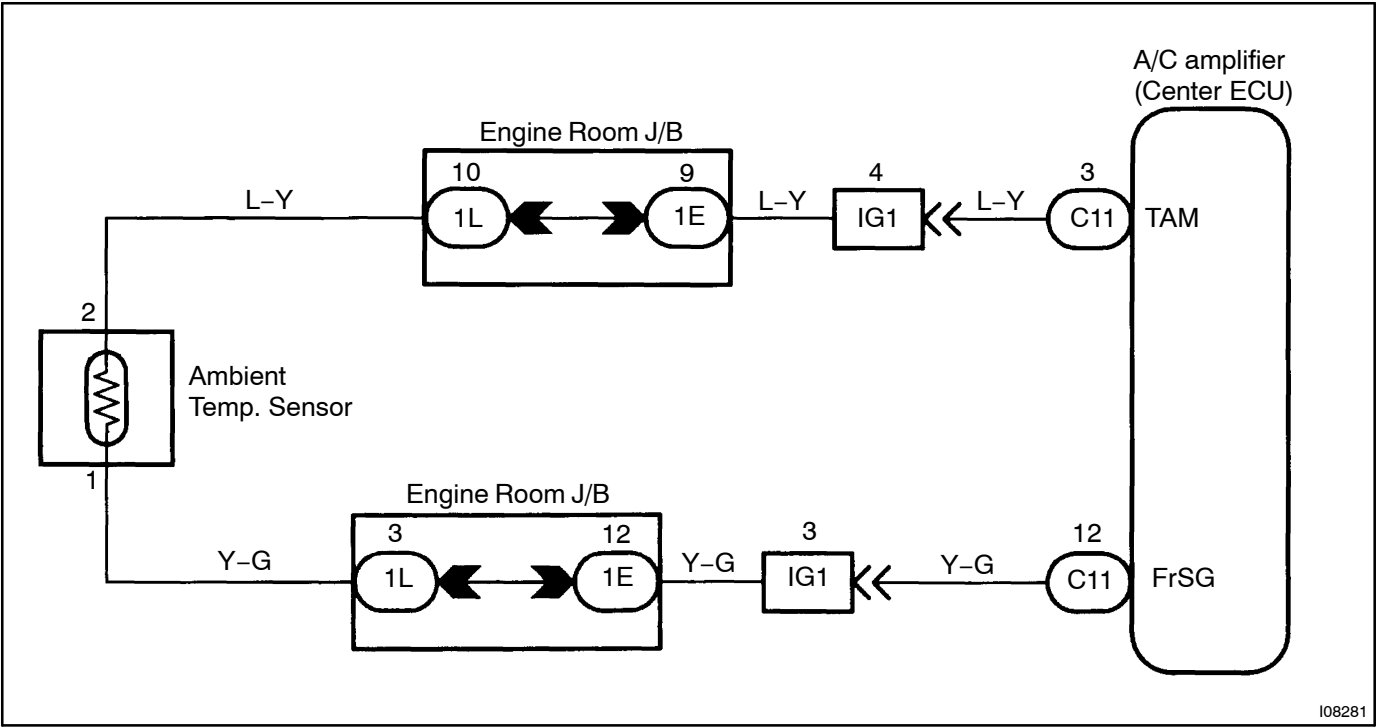 A/C amplifier
(Center ECU)
Engine Room J/B
10 9 4 3
L–Y 1L 1E L–Y IG1 L–Y C11 TAM
2
Ambient
Temp. Sensor
1
Engine Room J/B
3 12 3 12
Y–G 1L 1E Y–G IG1 Y–G C11 FrSG
I08281